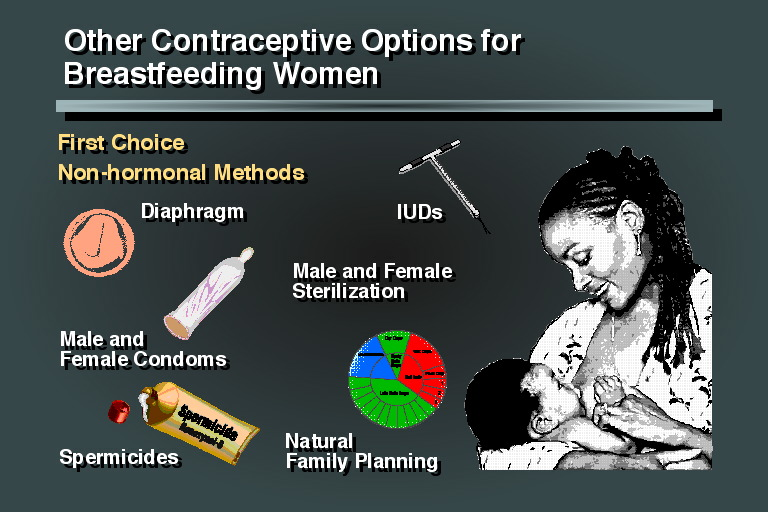 Other Contraceptive Options for
Breastfeeding Women
First Choice
Non-hormonal Methods
Diaphragm
IUDs
Male and Female
Sterilization
Male and
Female Condoms
Spermicide
Spermicides
Natural
Family Planning